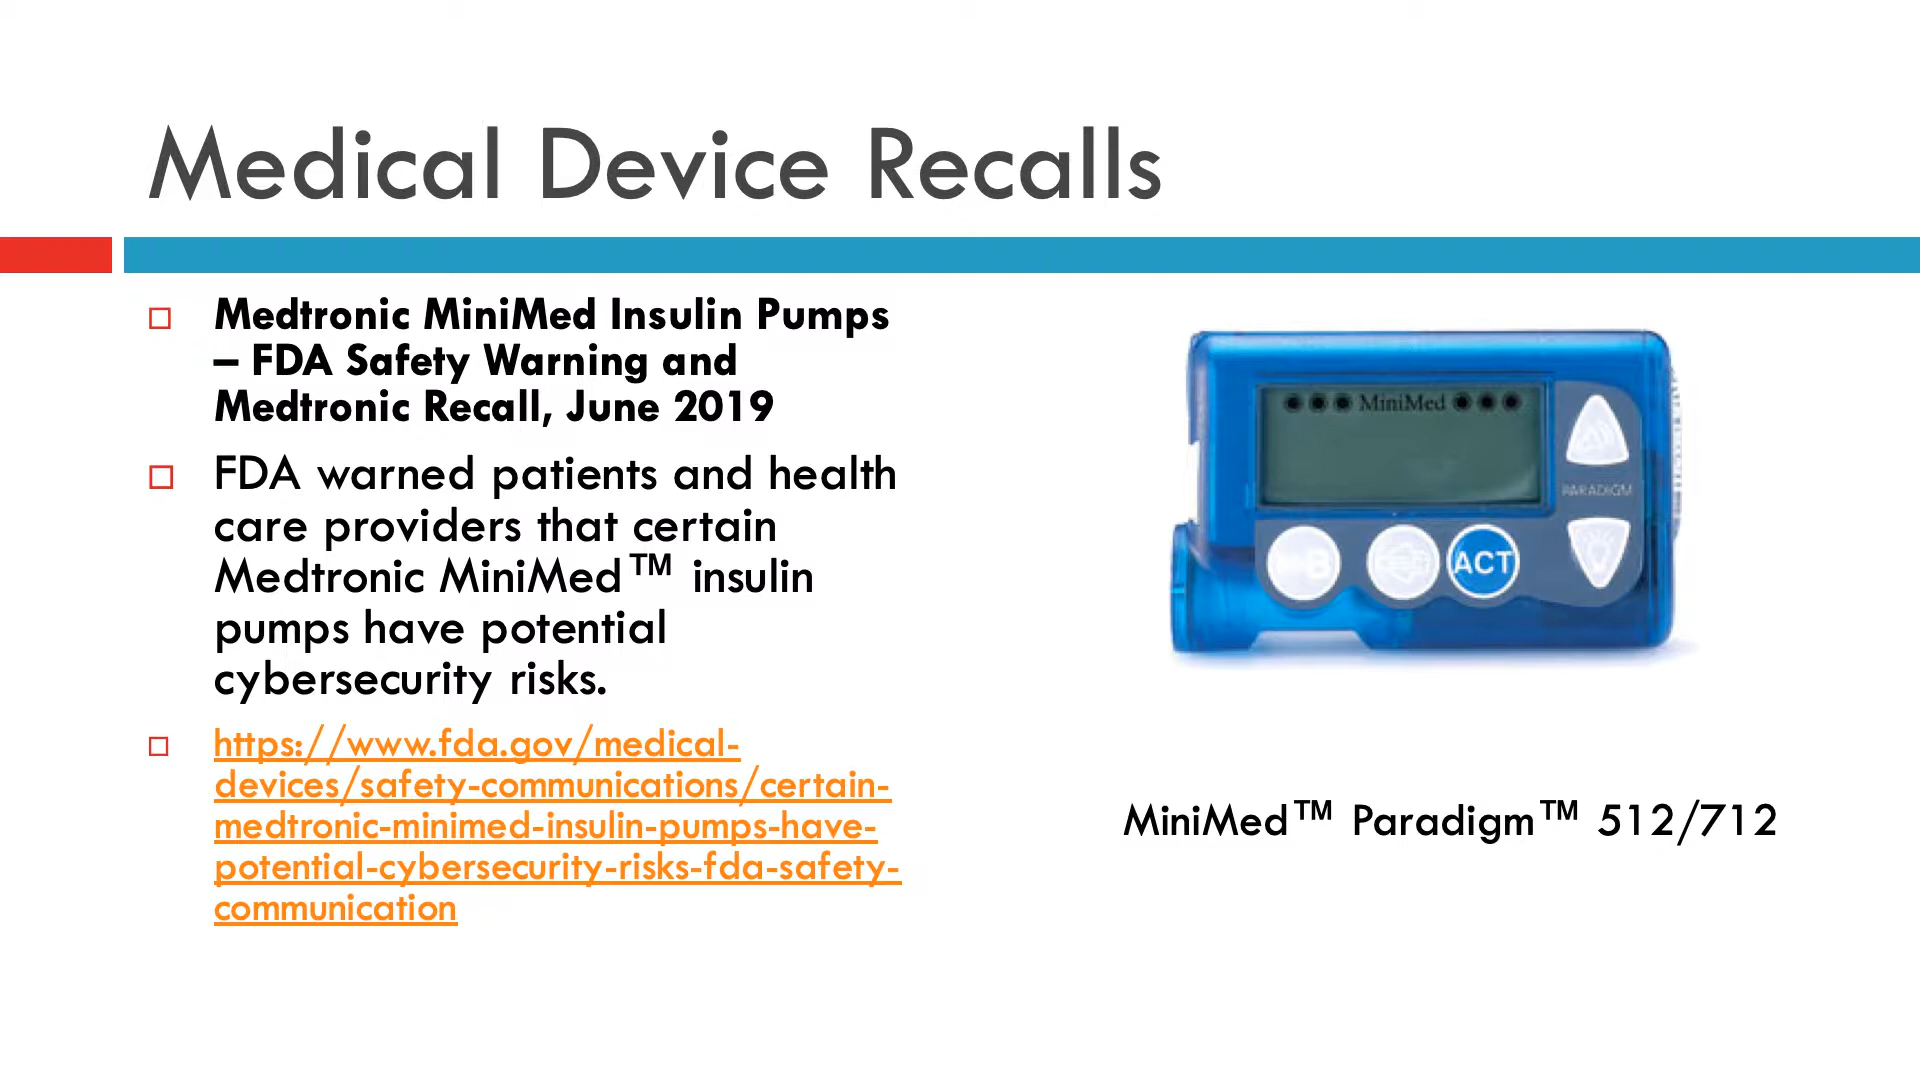 Medical Device Recalls
Medtronic MiniMed Insulin Pumps
– FDA Safety Warning and
Medtronic Recall, June 2019
FDA warned patients and health
care providers that certain
Medtronic MiniMed™ insulin
pumps have potential
cybersecurity risks.
https://www.fda.gov/medical-
devices/safety-communications/certain-
medtronic-minimed-insulin-pumps-have-
potential-cybersecurity-risks-fda-safety-
communication
MiniMed
PARADIGM
B
ACT
MiniMed™ Paradigm™ 512/712